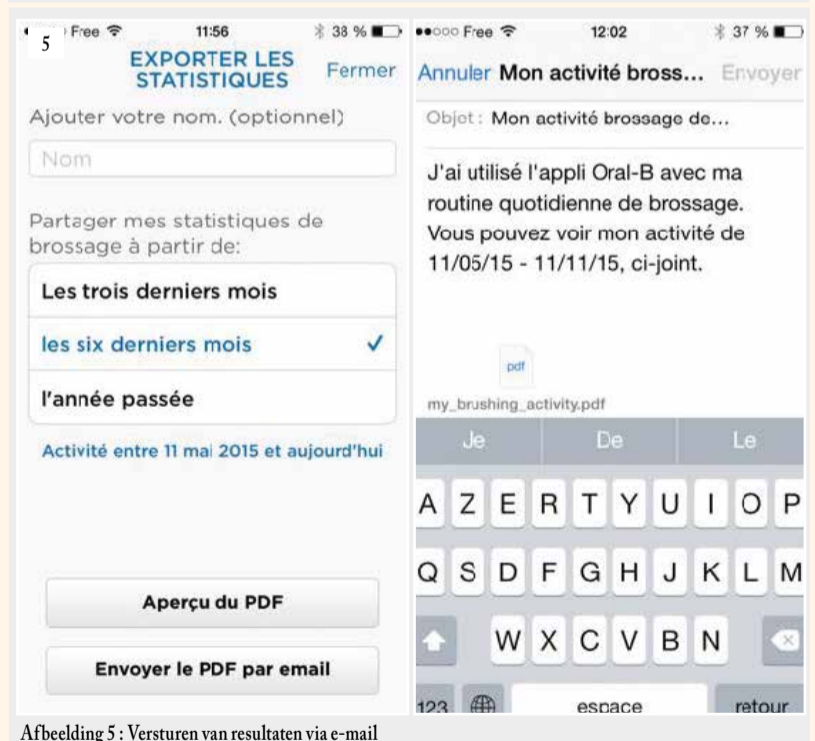 5
Free 11:56 38 %
EXPORTER LES
STATISTIQUES
Fermer
Ajouter votre nom. (optionnel)
Nom
Partager mes statistiques de
brossage à partir de:
Les trois derniers mois
les six derniers mois
l'année passée
Activité entre 11 mai 2015 et aujourd'hui
Aperçu du PDF
Envoyer le PDF par email
Free 12:02 37 %
Annuler Mon activité bross... Envoyer
Objet : Mon activité brossage de...
J'ai utilisé l'appli Oral-B avec ma
routine quotidienne de brossage.
Vous pouvez voir mon activité de
11/05/15 - 11/11/15, ci-joint.
pdf
my_brushing_activity.pdf
Je De Le
A Z E R T Y U I O P
Q S D F G H J K L M
W X C V B N
123 espace retour
Afbeelding 5 : Versturen van resultaten via e-mail